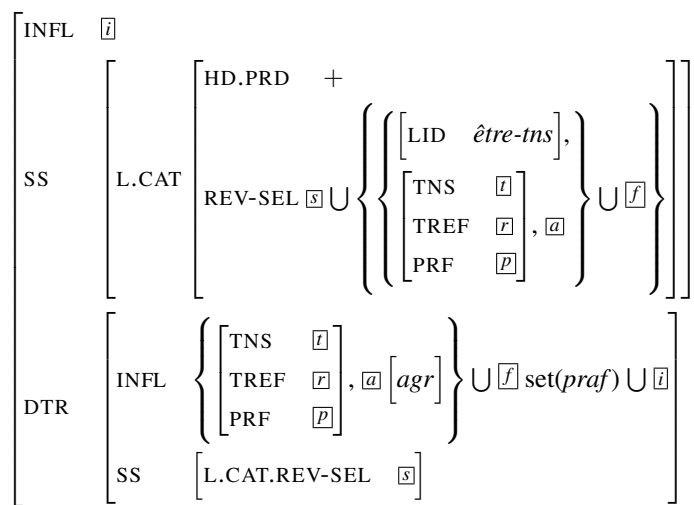 INFL i
SS L.CAT HD.PRD +
REV-SEL s ∪ { { [LID être-tns],
[TNS t
TREF r
PRF p], a } ∪ f }
DTR INFL { [TNS t
TREF r
PRF p], a [agr] } ∪ f set(praf) ∪ i
SS [L.CAT.REV-SEL s]